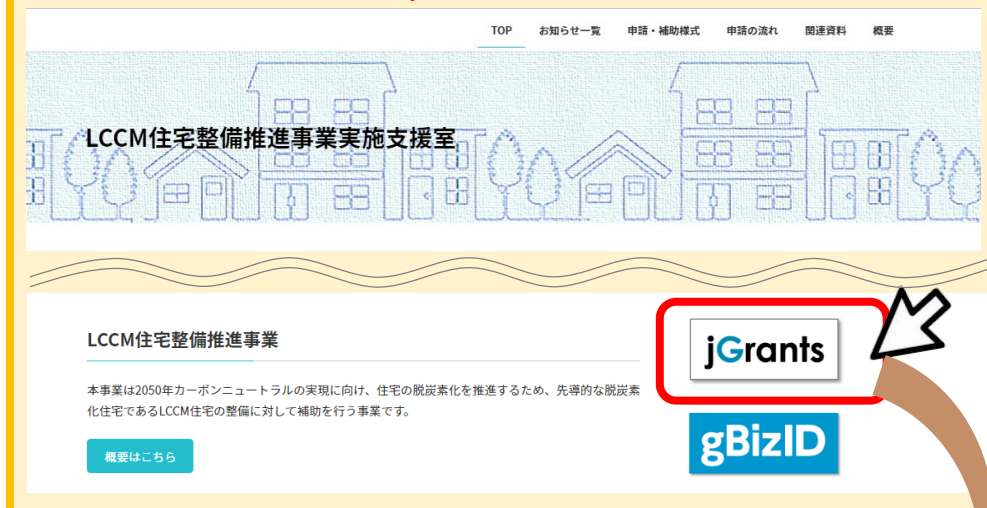 TOP お知らせ一覧 申請・補助様式 申請の流れ 関連資料 概要
LCCM住宅整備推進事業実施支援室
LCCM住宅整備推進事業
本事業は2050年カーボンニュートラルの実現に向け、住宅の脱炭素化を推進するため、先導的な脱炭素
化住宅であるLCCM住宅の整備に対して補助を行う事業です。
概要はこちら
jGrants
gBizID